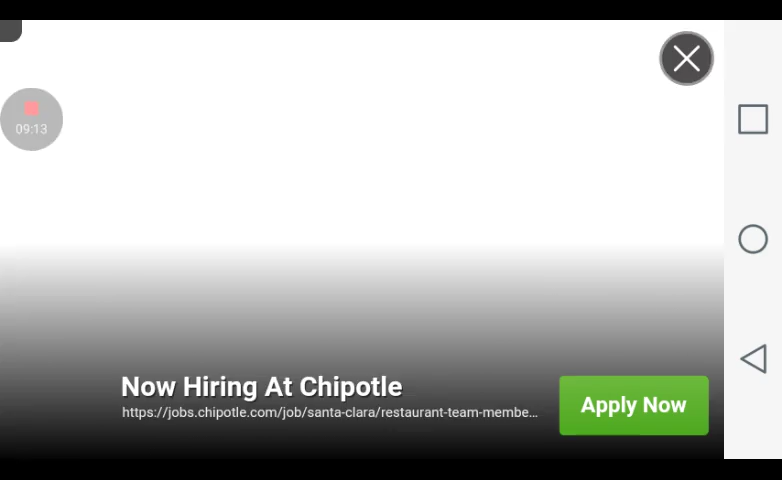 09:13
Now Hiring At Chipotle
https://jobs.chipotle.com/job/santa-clara/restaurant-team-membe...
Apply Now